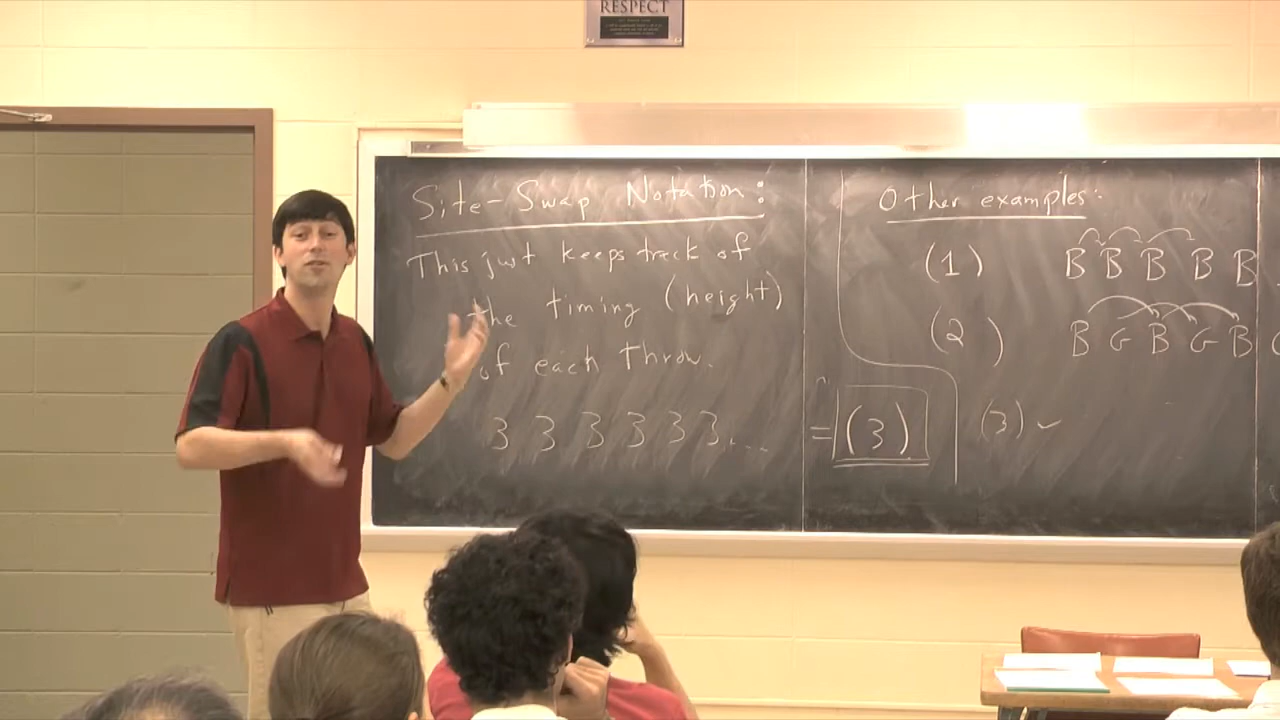 RESPECT
Site-Swap Notation:
This just keeps track of
the timing (height)
of each throw.
3 3 3 3 3 3 ....
= (3)
Other examples:
(1) B B B B B
(2) B G B G B
(3) ✓